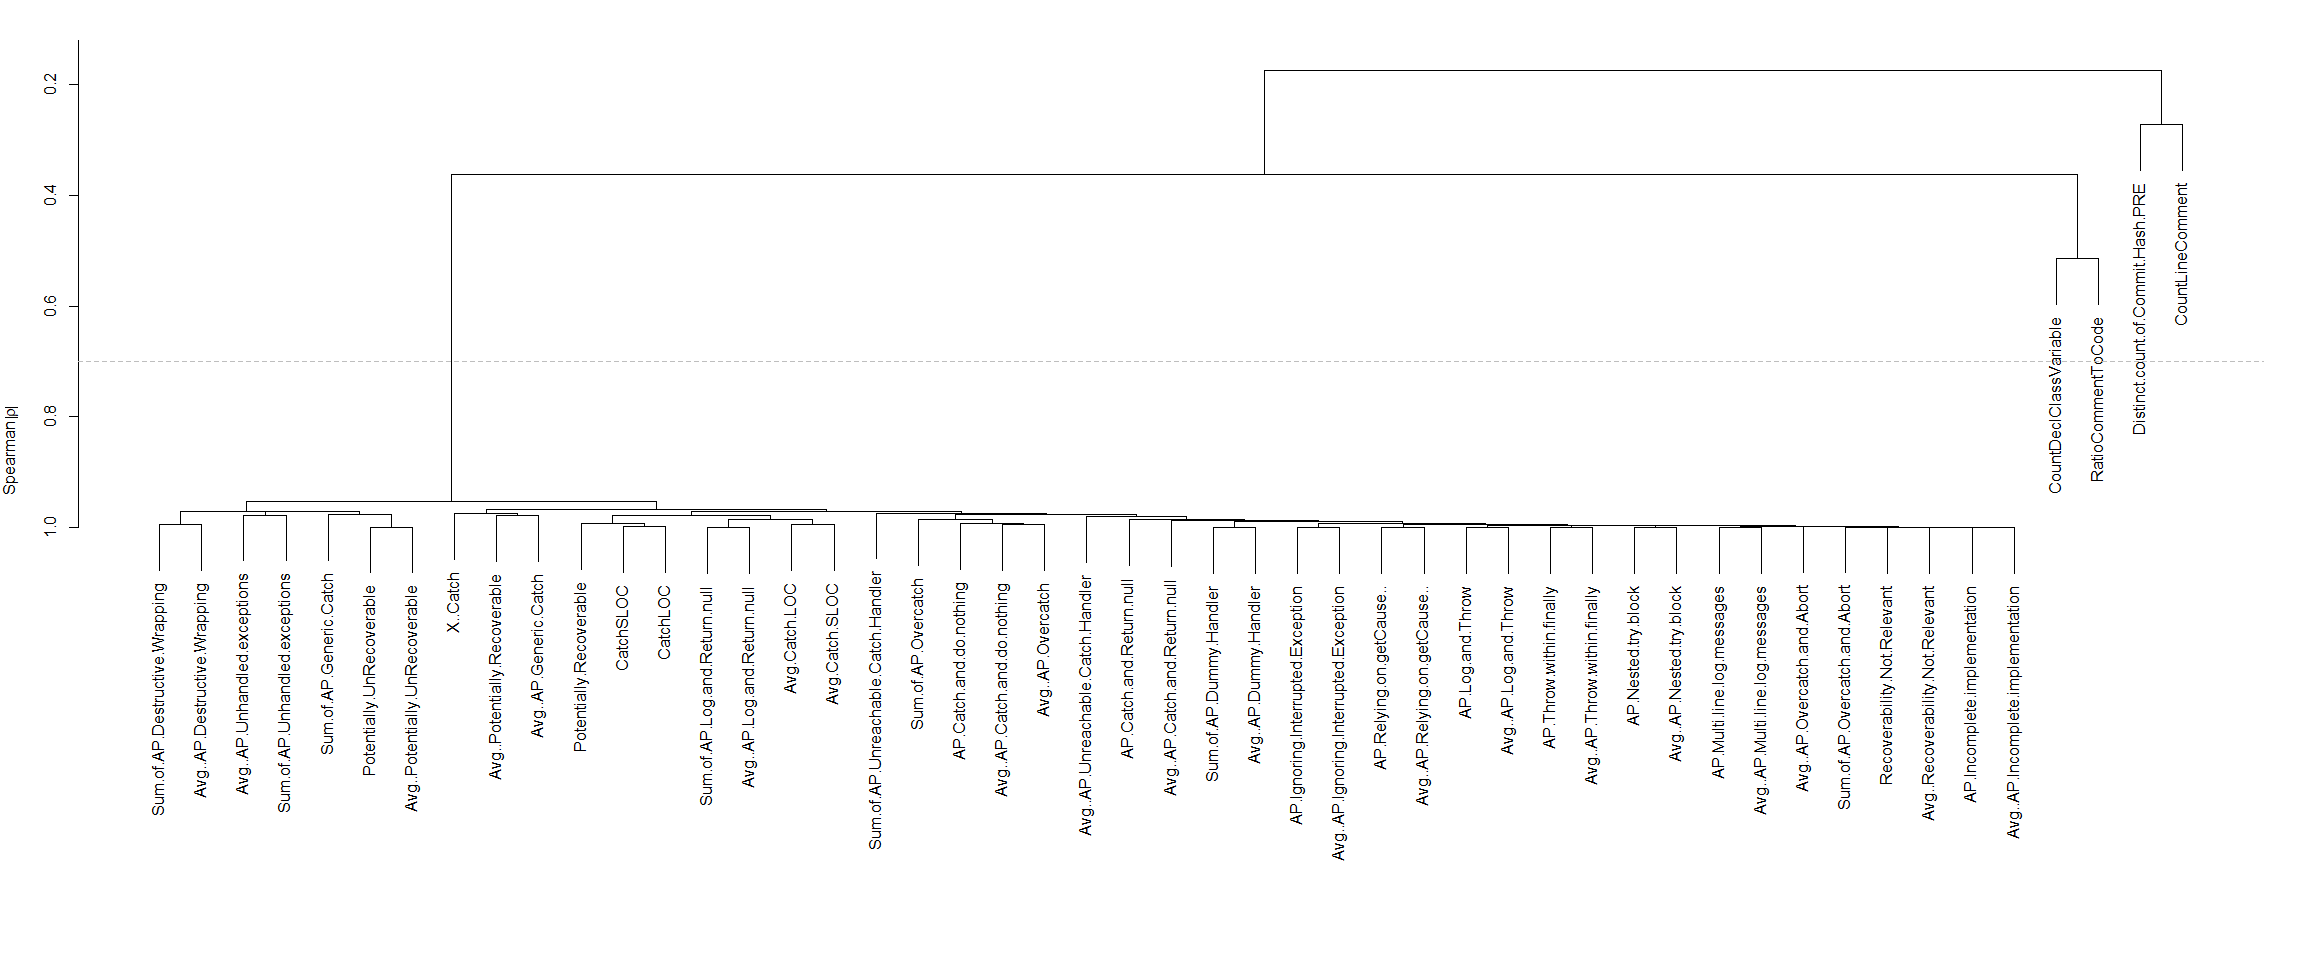 Spearman|ρ|
0.2
0.4
0.6
0.8
1.0
Sum.of.AP.Destructive.Wrapping
Avg..AP.Destructive.Wrapping
Avg..AP.Unhandled.exceptions
Sum.of.AP.Unhandled.exceptions
Sum.of.AP.Generic.Catch
Potentially.UnRecoverable
Avg..Potentially.UnRecoverable
X..Catch
Avg..Potentially.Recoverable
Avg..AP.Generic.Catch
Potentially.Recoverable
CatchSLOC
CatchLOC
Sum.of.AP.Log.and.Return.null
Avg..AP.Log.and.Return.null
Avg.Catch.LOC
Avg.Catch.SLOC
Sum.of.AP.Unreachable.Catch.Handler
Sum.of.AP.Overcatch
AP.Catch.and.do.nothing
Avg..AP.Catch.and.do.nothing
Avg..AP.Overcatch
Avg..AP.Unreachable.Catch.Handler
AP.Catch.and.Return.null
Avg..AP.Catch.and.Return.null
Sum.of.AP.Dummy.Handler
Avg..AP.Dummy.Handler
AP.Ignoring.Interrupted.Exception
Avg..AP.Ignoring.Interrupted.Exception
AP.Relying.on.getCause..
Avg..AP.Relying.on.getCause..
AP.Log.and.Throw
Avg..AP.Log.and.Throw
AP.Throw.within.finally
Avg..AP.Throw.within.finally
AP.Nested.try.block
Avg..AP.Nested.try.block
AP.Multi.line.log.messages
Avg..AP.Multi.line.log.messages
Avg..AP.Overcatch.and.Abort
Sum.of.AP.Overcatch.and.Abort
Recoverability.Not.Relevant
Avg..Recoverability.Not.Relevant
AP.Incomplete.implementation
Avg..AP.Incomplete.implementation
CountDeclClassVariable
RatioCommentToCode
Distinct.count.of.Commit.Hash.PRE
CountLineComment